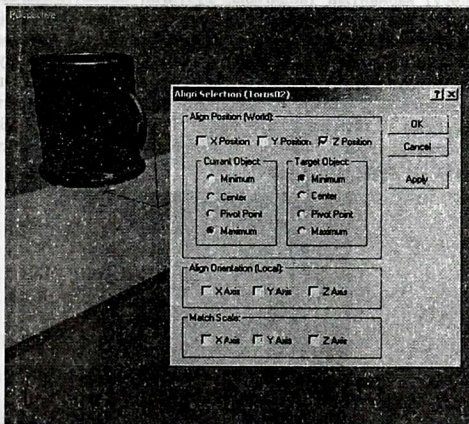 Perspective
Align Selection (Torus02)
Align Position (World):
X Position Y Position Z Position
Current Object: Target Object:
Minimum Minimum
Center Center
Pivot Point Pivot Point
Maximum Maximum
Align Orientation (Local):
X Axis Y Axis Z Axis
Match Scale:
X Axis Y Axis Z Axis
OK
Cancel
Apply